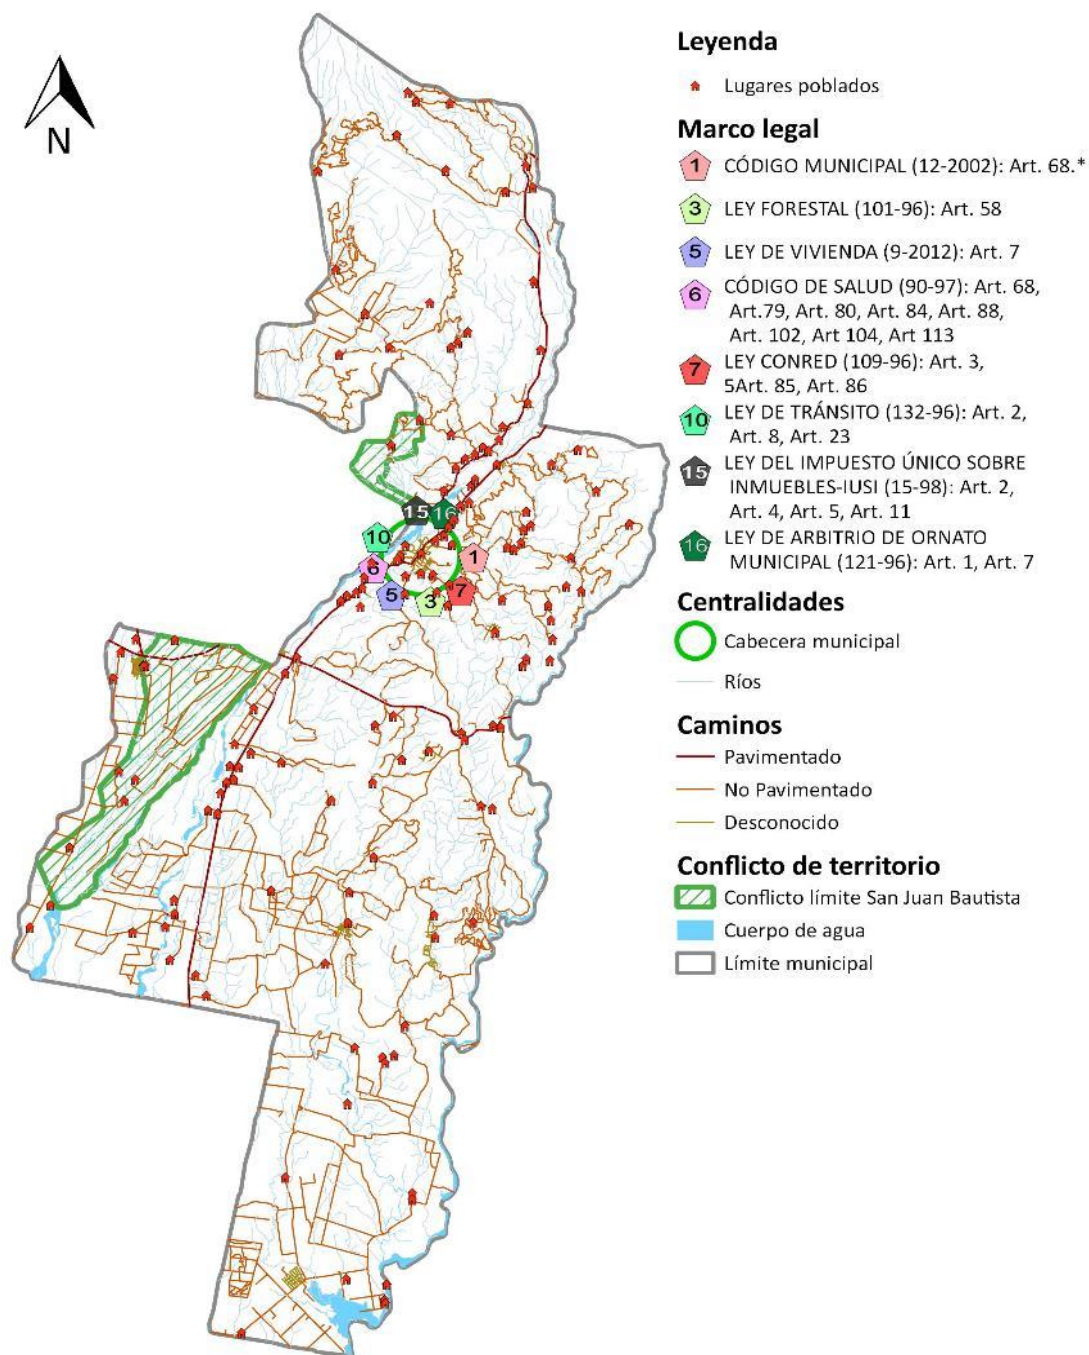 N
Leyenda
Lugares poblados
Marco legal
1 CÓDIGO MUNICIPAL (12-2002): Art. 68.*
3 LEY FORESTAL (101-96): Art. 58
5 LEY DE VIVIENDA (9-2012): Art. 7
6 CÓDIGO DE SALUD (90-97): Art. 68,
Art.79, Art. 80, Art. 84, Art. 88,
Art. 102, Art 104, Art 113
7 LEY CONRED (109-96): Art. 3,
5Art. 85, Art. 86
10 LEY DE TRÁNSITO (132-96): Art. 2,
Art. 8, Art. 23
15 LEY DEL IMPUESTO ÚNICO SOBRE
INMUEBLES-IUSI (15-98): Art. 2,
Art. 4, Art. 5, Art. 11
16 LEY DE ARBITRIO DE ORNATO
MUNICIPAL (121-96): Art. 1, Art. 7
Centralidades
Cabecera municipal
Ríos
Caminos
Pavimentado
No Pavimentado
Desconocido
Conflicto de territorio
Conflicto límite San Juan Bautista
Cuerpo de agua
Límite municipal
15 16
10
1
6
7
5
3